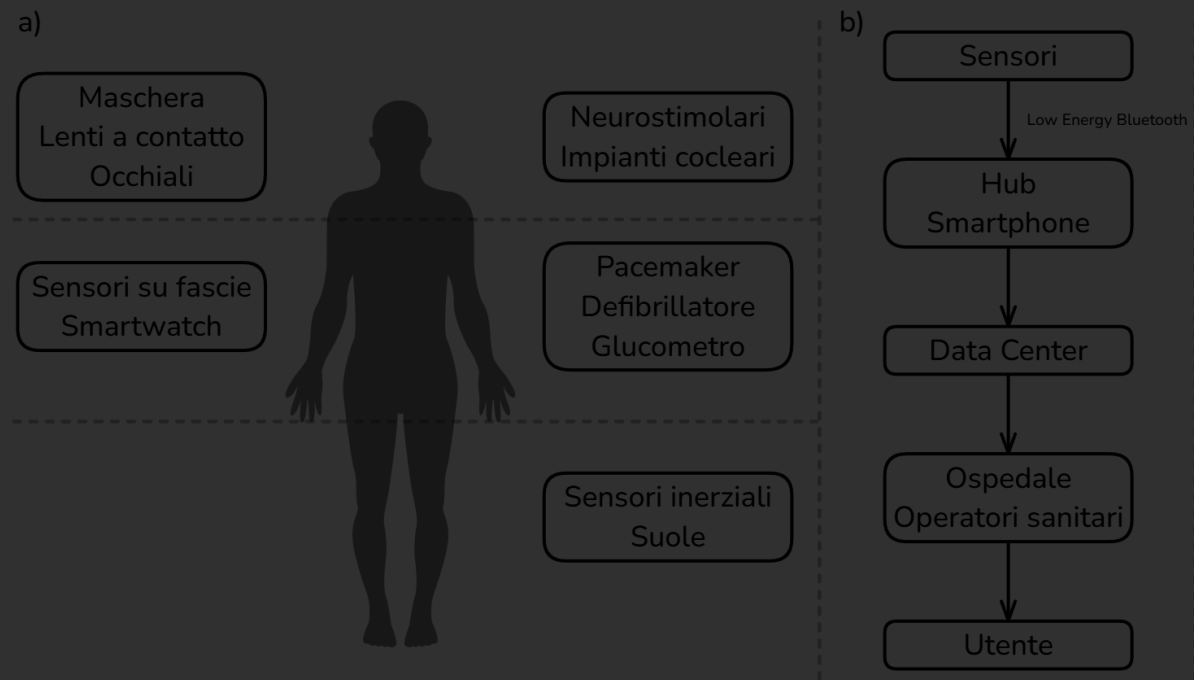 a)
Maschera
Lenti a contatto
Occhiali
Neurostimolari
Impianti cocleari
Sensori su fascie
Smartwatch
Pacemaker
Defibrillatore
Glucometro
Sensori inerziali
Suole
b)
Sensori
Low Energy Bluetooth
Hub
Smartphone
Data Center
Ospedale
Operatori sanitari
Utente